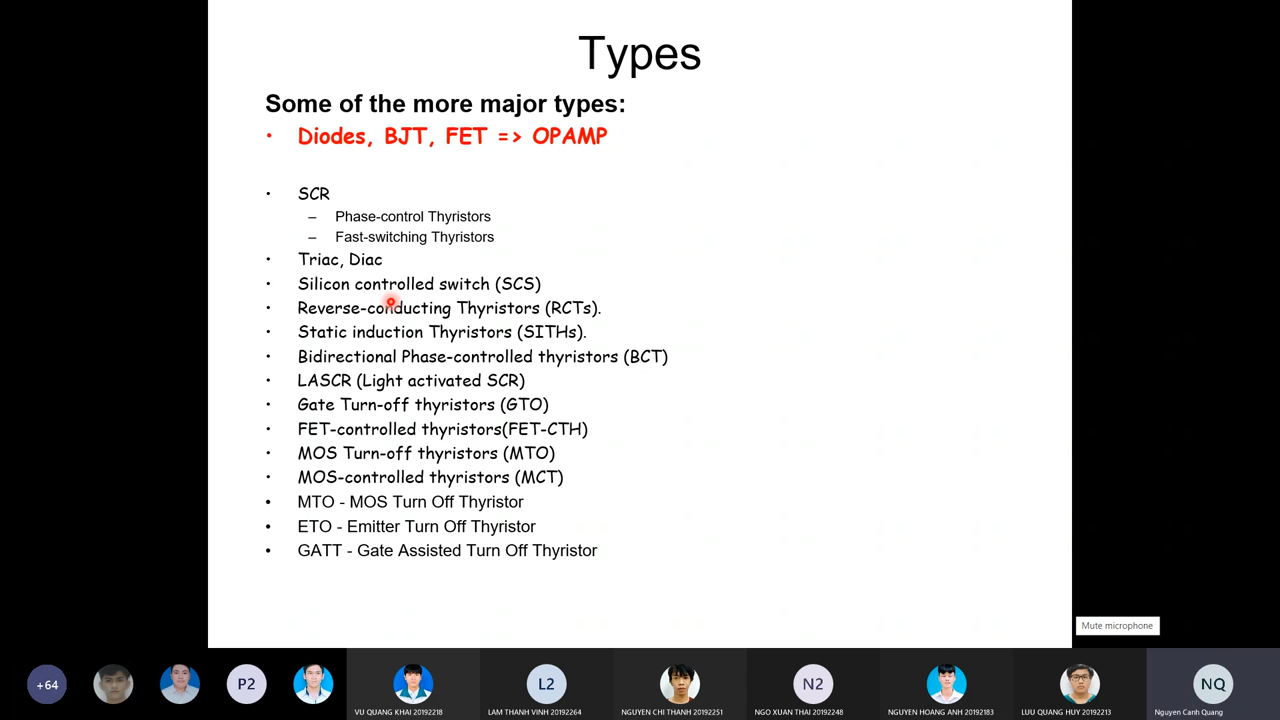 Types
Some of the more major types:
• Diodes, BJT, FET => OPAMP
• SCR
– Phase-control Thyristors
– Fast-switching Thyristors
• Triac, Diac
• Silicon controlled switch (SCS)
• Reverse-conducting Thyristors (RCTs).
• Static induction Thyristors (SITHs).
• Bidirectional Phase-controlled thyristors (BCT)
• LASCR (Light activated SCR)
• Gate Turn-off thyristors (GTO)
• FET-controlled thyristors(FET-CTH)
• MOS Turn-off thyristors (MTO)
• MOS-controlled thyristors (MCT)
• MTO - MOS Turn Off Thyristor
• ETO - Emitter Turn Off Thyristor
• GATT - Gate Assisted Turn Off Thyristor
Mute microphone
+64 P2 L2 N2 NQ
VU QUANG KHAI 20192218 LAM THANH VINH 20192264 NGUYEN CHI THANH 20192251 NGO XUAN THAI 20192248 NGUYEN HOANG ANH 20192183 LUU QUANG HUY 20192213 Nguyen Canh Quang